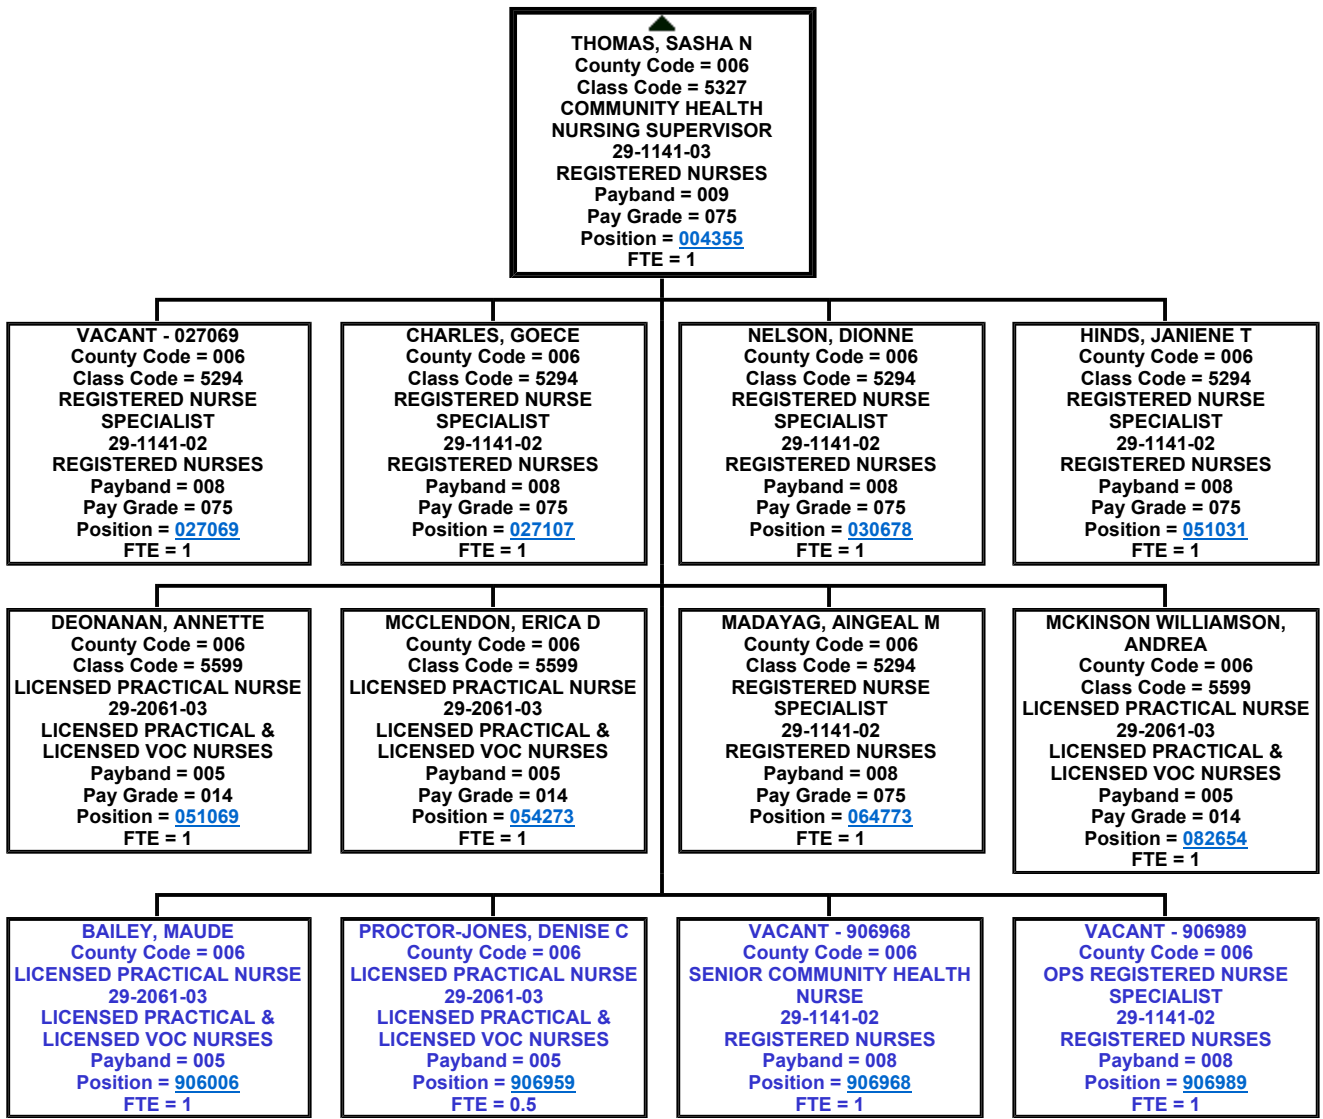 THOMAS, SASHA N
County Code = 006
Class Code = 5327
COMMUNITY HEALTH
NURSING SUPERVISOR
29-1141-03
REGISTERED NURSES
Payband = 009
Pay Grade = 075
Position = 004355
FTE = 1
VACANT - 027069
County Code = 006
Class Code = 5294
REGISTERED NURSE
SPECIALIST
29-1141-02
REGISTERED NURSES
Payband = 008
Pay Grade = 075
Position = 027069
FTE = 1
CHARLES, GOECE
County Code = 006
Class Code = 5294
REGISTERED NURSE
SPECIALIST
29-1141-02
REGISTERED NURSES
Payband = 008
Pay Grade = 075
Position = 027107
FTE = 1
NELSON, DIONNE
County Code = 006
Class Code = 5294
REGISTERED NURSE
SPECIALIST
29-1141-02
REGISTERED NURSES
Payband = 008
Pay Grade = 075
Position = 030678
FTE = 1
HINDS, JANIENE T
County Code = 006
Class Code = 5294
REGISTERED NURSE
SPECIALIST
29-1141-02
REGISTERED NURSES
Payband = 008
Pay Grade = 075
Position = 051031
FTE = 1
DEONANAN, ANNETTE
County Code = 006
Class Code = 5599
LICENSED PRACTICAL NURSE
29-2061-03
LICENSED PRACTICAL &
LICENSED VOC NURSES
Payband = 005
Pay Grade = 014
Position = 051069
FTE = 1
MCCLENDON, ERICA D
County Code = 006
Class Code = 5599
LICENSED PRACTICAL NURSE
29-2061-03
LICENSED PRACTICAL &
LICENSED VOC NURSES
Payband = 005
Pay Grade = 014
Position = 054273
FTE = 1
MADAYAG, AINGEAL M
County Code = 006
Class Code = 5294
REGISTERED NURSE
SPECIALIST
29-1141-02
REGISTERED NURSES
Payband = 008
Pay Grade = 075
Position = 064773
FTE = 1
MCKINSON WILLIAMSON,
ANDREA
County Code = 006
Class Code = 5599
LICENSED PRACTICAL NURSE
29-2061-03
LICENSED PRACTICAL &
LICENSED VOC NURSES
Payband = 005
Pay Grade = 014
Position = 082654
FTE = 1
BAILEY, MAUDE
County Code = 006
LICENSED PRACTICAL NURSE
29-2061-03
LICENSED PRACTICAL &
LICENSED VOC NURSES
Payband = 005
Position = 906006
FTE = 1
PROCTOR-JONES, DENISE C
County Code = 006
LICENSED PRACTICAL NURSE
29-2061-03
LICENSED PRACTICAL &
LICENSED VOC NURSES
Payband = 005
Position = 906959
FTE = 0.5
VACANT - 906968
County Code = 006
SENIOR COMMUNITY HEALTH
NURSE
29-1141-02
REGISTERED NURSES
Payband = 008
Position = 906968
FTE = 1
VACANT - 906989
County Code = 006
OPS REGISTERED NURSE
SPECIALIST
29-1141-02
REGISTERED NURSES
Payband = 008
Position = 906989
FTE = 1